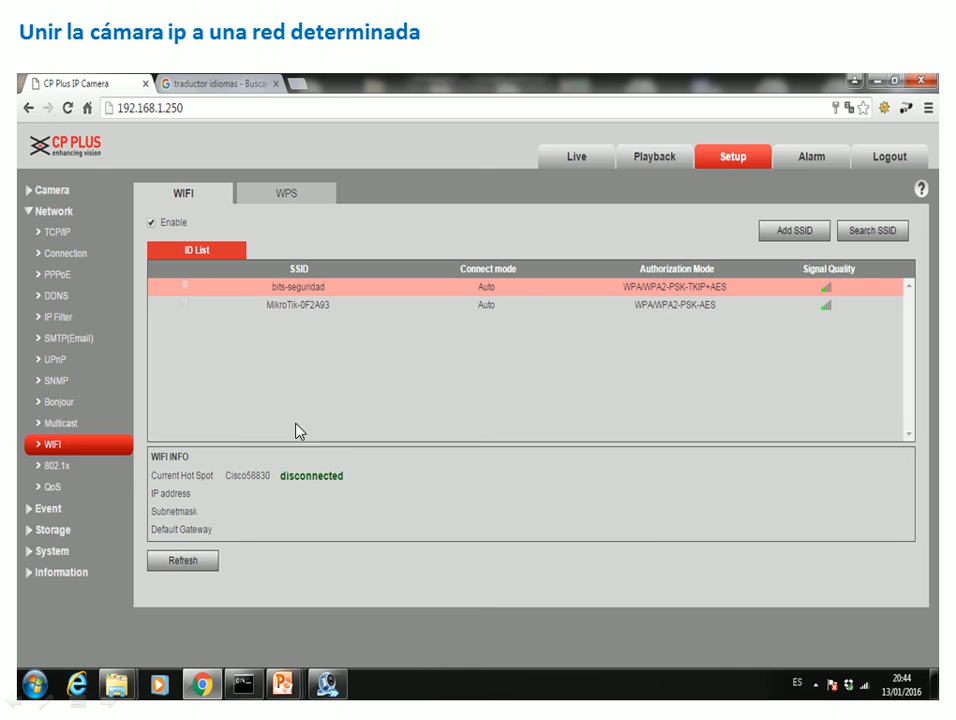 Unir la cámara ip a una red determinada
CP Plus IP Camera
traductor idiomas - Busca
192.168.1.250
CP PLUS
enhancing vision
Live
Playback
Setup
Alarm
Logout
Camera
Network
TCP/IP
Connection
PPPoE
DDNS
IP Filter
SMTP(Email)
UPnP
SNMP
Bonjour
Multicast
WIFI
802.1x
QoS
Event
Storage
System
Information
WIFI
WPS
?
Enable
Add SSID
Search SSID
ID List
SSID Connect mode Authorization Mode Signal Quality
bits-seguridad Auto WPA/WPA2-PSK-TKIP+AES
MikroTik-0F2A93 Auto WPA/WPA2-PSK-AES
WIFI INFO
Current Hot Spot Cisco58830 disconnected
IP address
Subnetmask
Default Gateway
Refresh
ES
20:44
13/01/2016